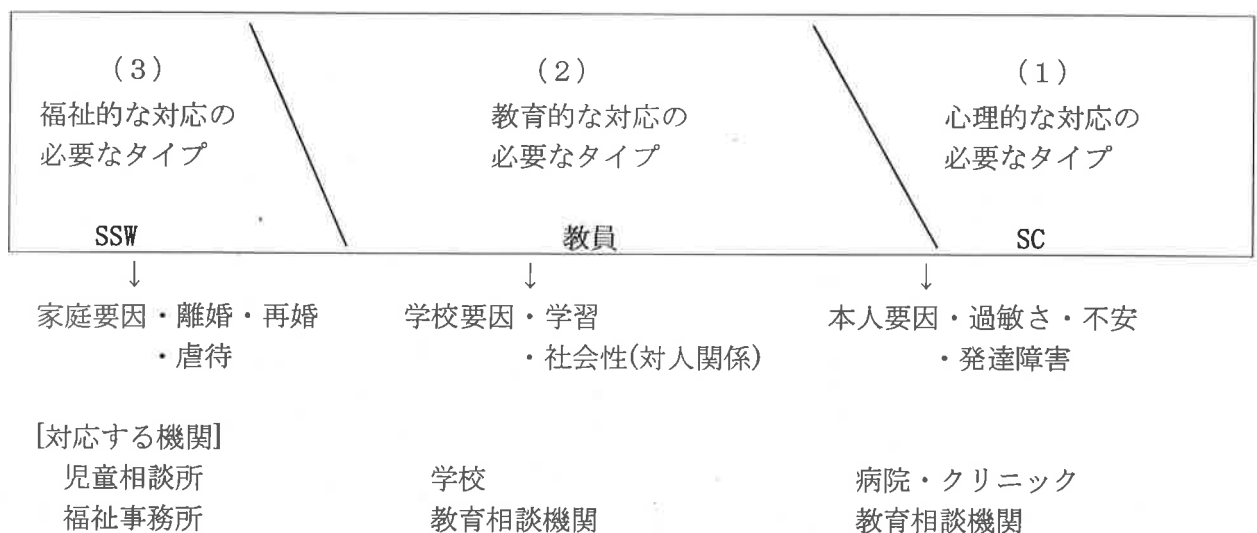 (3)
福祉的な対応の
必要なタイプ
SSW
(2)
教育的な対応の
必要なタイプ
教員
(1)
心理的な対応の
必要なタイプ
SC
↓
家庭要因・離婚・再婚
・虐待
↓
学校要因・学習
・社会性(対人関係)
↓
本人要因・過敏さ・不安
・発達障害
[対応する機関]
児童相談所
福祉事務所
学校
教育相談機関
病院・クリニック
教育相談機関